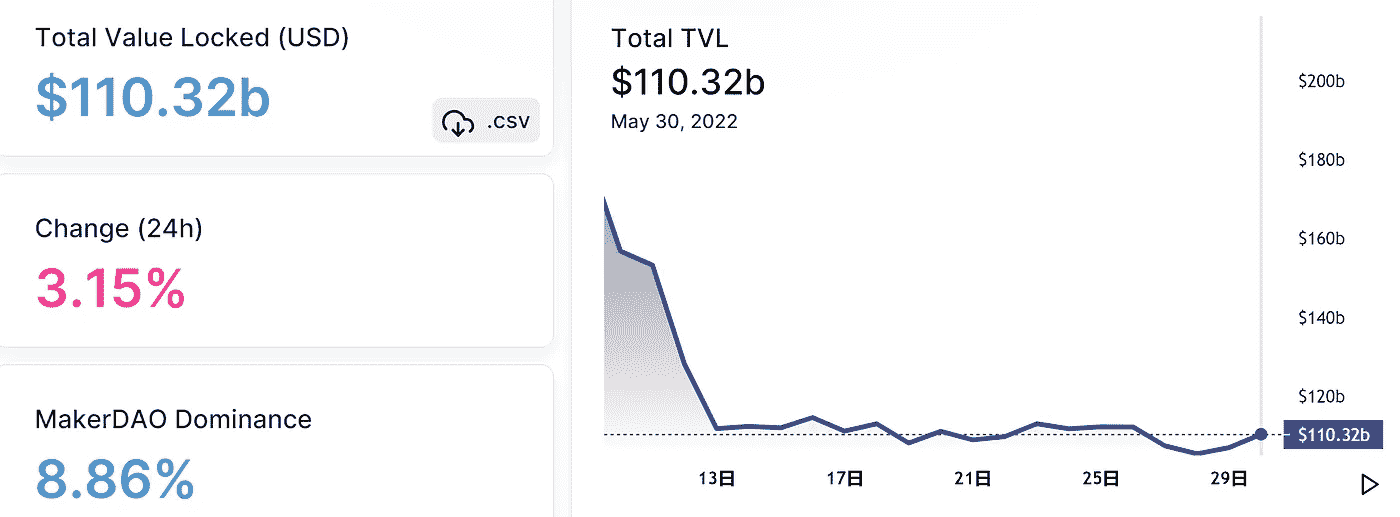 Total Value Locked (USD)
$110.32b
.csv
Change (24h)
3.15%
MakerDAO Dominance
8.86%
Total TVL
$110.32b
May 30, 2022
$200b
$180b
$160b
$140b
$120b
$110.32b
13日 17日 21日 25日 29日